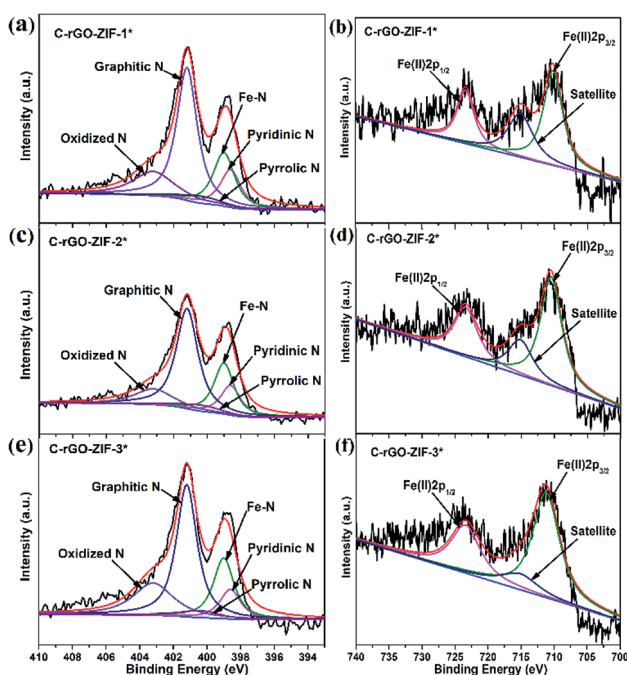 (a)
C-rGO-ZIF-1*
Graphitic N
Fe-N
Oxidized N
Pyridinic N
Pyrrolic N
Intensity (a.u.)
(b)
C-rGO-ZIF-1*
Fe(II)2p3/2
Fe(II)2p1/2
Satellite
Intensity (a.u.)
(c)
C-rGO-ZIF-2*
Graphitic N
Fe-N
Oxidized N
Pyridinic N
Pyrrolic N
Intensity (a.u.)
(d)
C-rGO-ZIF-2*
Fe(II)2p3/2
Fe(II)2p1/2
Satellite
Intensity (a.u.)
(e)
C-rGO-ZIF-3*
Graphitic N
Fe-N
Oxidized N
Pyridinic N
Pyrrolic N
Intensity (a.u.)
410 408 406 404 402 400 398 396 394
Binding Energy (eV)
(f)
C-rGO-ZIF-3*
Fe(II)2p3/2
Fe(II)2p1/2
Satellite
Intensity (a.u.)
740 735 730 725 720 715 710 705 700
Binding Energy (eV)